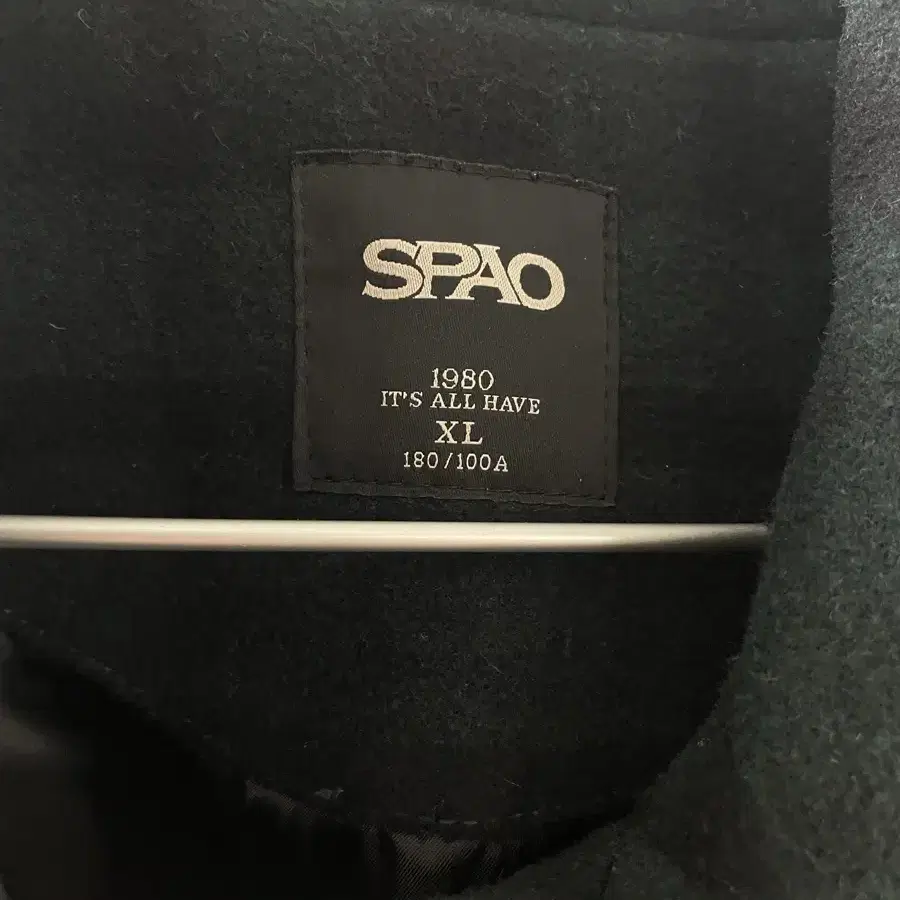 SPAO
1980
IT'S ALL HAVE
XL
180/100A